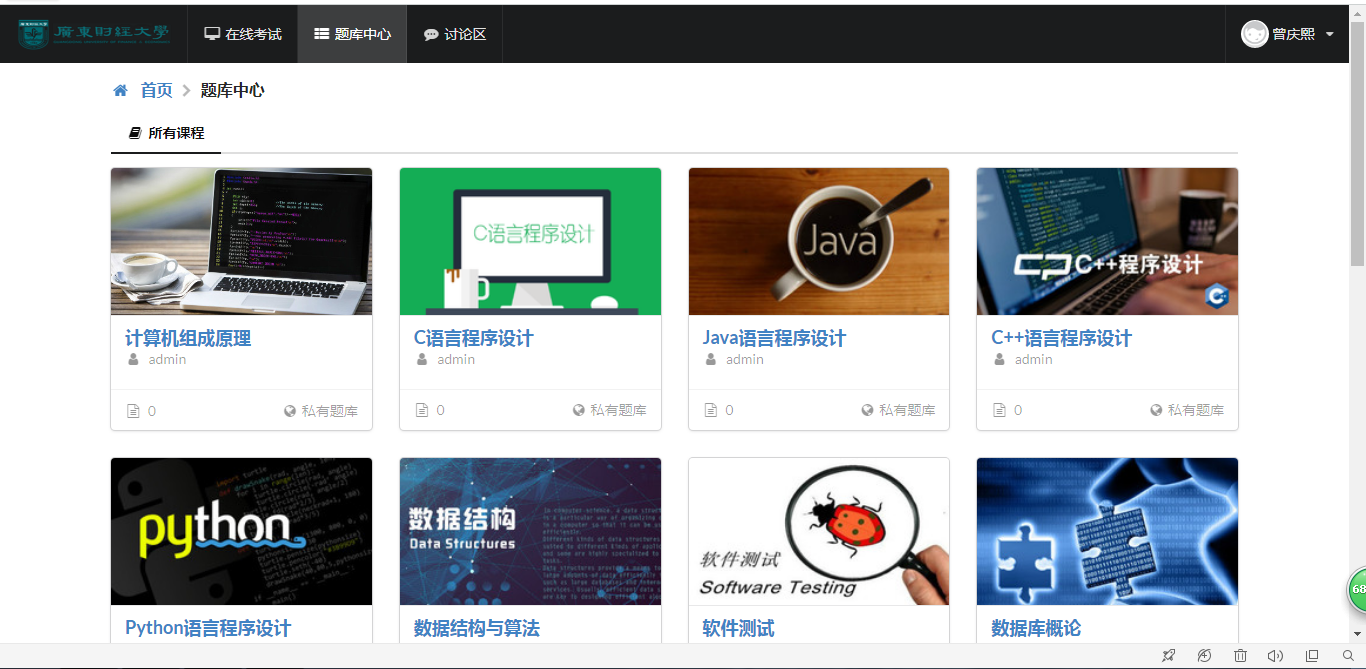 廣東财经大學
在线考试
题库中心
讨论区
曾庆熙
首页
题库中心
所有课程
C语言程序设计
Java
C++程序设计
计算机组成原理
admin
0
私有题库
C语言程序设计
admin
0
私有题库
Java语言程序设计
admin
0
私有题库
C++语言程序设计
admin
0
私有题库
python
数据结构
Data Structures
软件测试
Software Testing
68
Python语言程序设计
数据结构与算法
软件测试
数据库概论